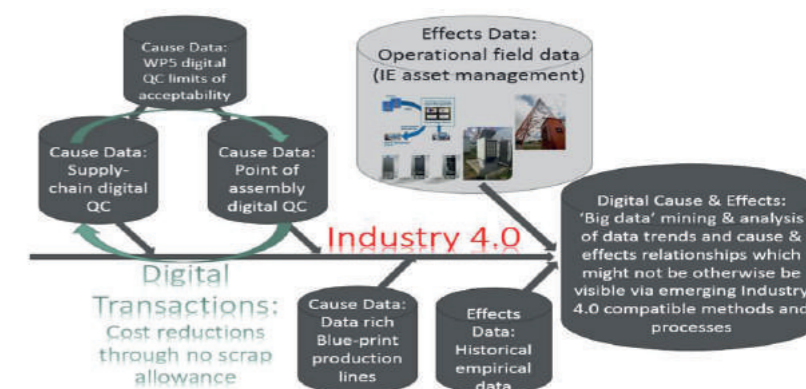 Cause Data:
WP5 digital
QC limits of
acceptability
Effects Data:
Operational field data
(IE asset management)
Cause Data:
Supply-
chain digital
QC
Cause Data:
Point of
assembly
digital QC
Industry 4.0
Digital Cause & Effects:
'Big data' mining & analysis
of data trends and cause &
effects relationships which
might not be otherwise be
visible via emerging Industry
4.0 compatible methods and
processes
Digital
Transactions:
Cost reductions
through no scrap
allowance
Cause Data:
Data rich
Blue-print
production
lines
Effects
Data:
Historical
empirical
data